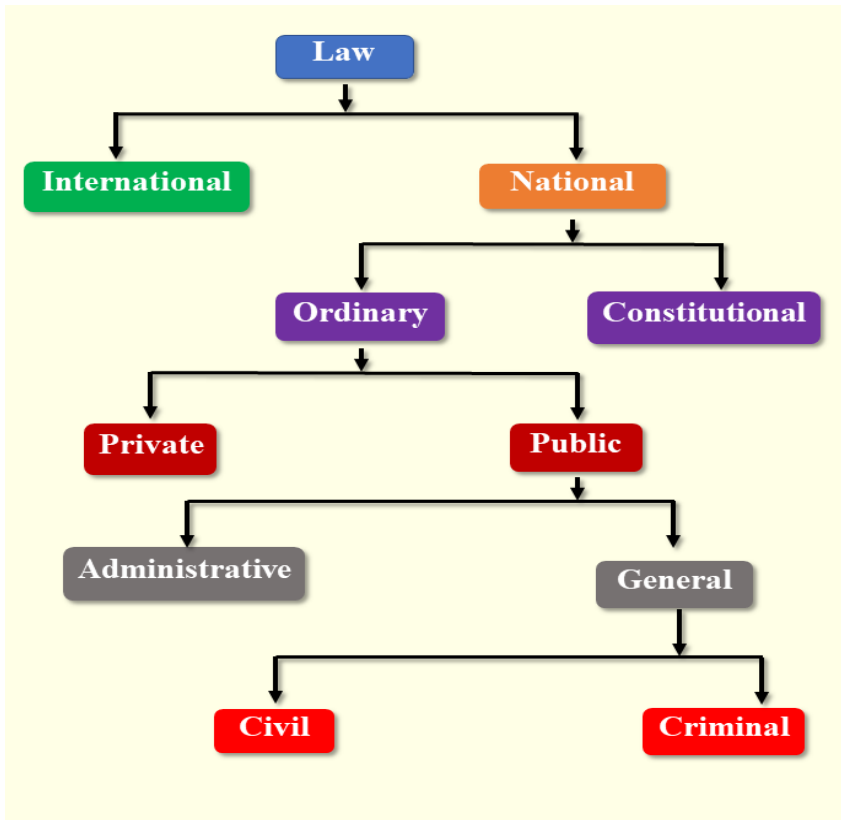 Law
International
National
Ordinary
Constitutional
Private
Public
Administrative
General
Civil
Criminal